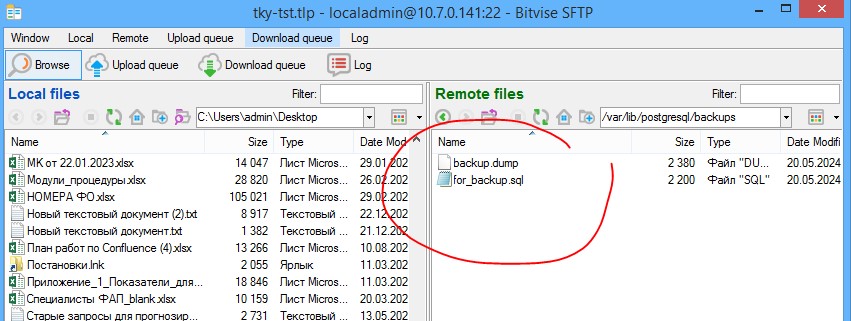 tky-tst.tlp - localadmin@10.7.0.141:22 - Bitvise SFTP
Window Local Remote Upload queue Download queue Log
Browse Upload queue Download queue Log
Local files Filter:
C:\Users\admin\Desktop
Name Size Type Date Mod
МК от 22.01.2023.xlsx 14 047 Лист Micros... 29.01.202
Модули_процедуры.xlsx 28 820 Лист Micros... 26.02.202
НОМЕРА ФО.xlsx 105 021 Лист Micros... 29.02.202
Новый текстовый документ (2).txt 8 917 Текстовый ... 22.12.202
Новый текстовый документ.txt 1 382 Текстовый ... 21.12.202
План работ по Confluence (4).xlsx 13 266 Лист Micros... 10.08.202
Постановки.lnk 2 055 Ярлык 11.03.202
Приложение_1_Показатели_для... 18 846 Лист Micros... 11.03.202
Специалисты ФАП_blank.xlsx 10 159 Лист Micros... 20.03.202
Старые запросы для прогнозир... 2 731 Текстовый ... 13.05.202
Remote files Filter:
/var/lib/postgresql/backups
Name Size Type Date Modifi
backup.dump 2 380 Файл "DU... 20.05.2024
for_backup.sql 2 200 Файл "SQL" 20.05.2024